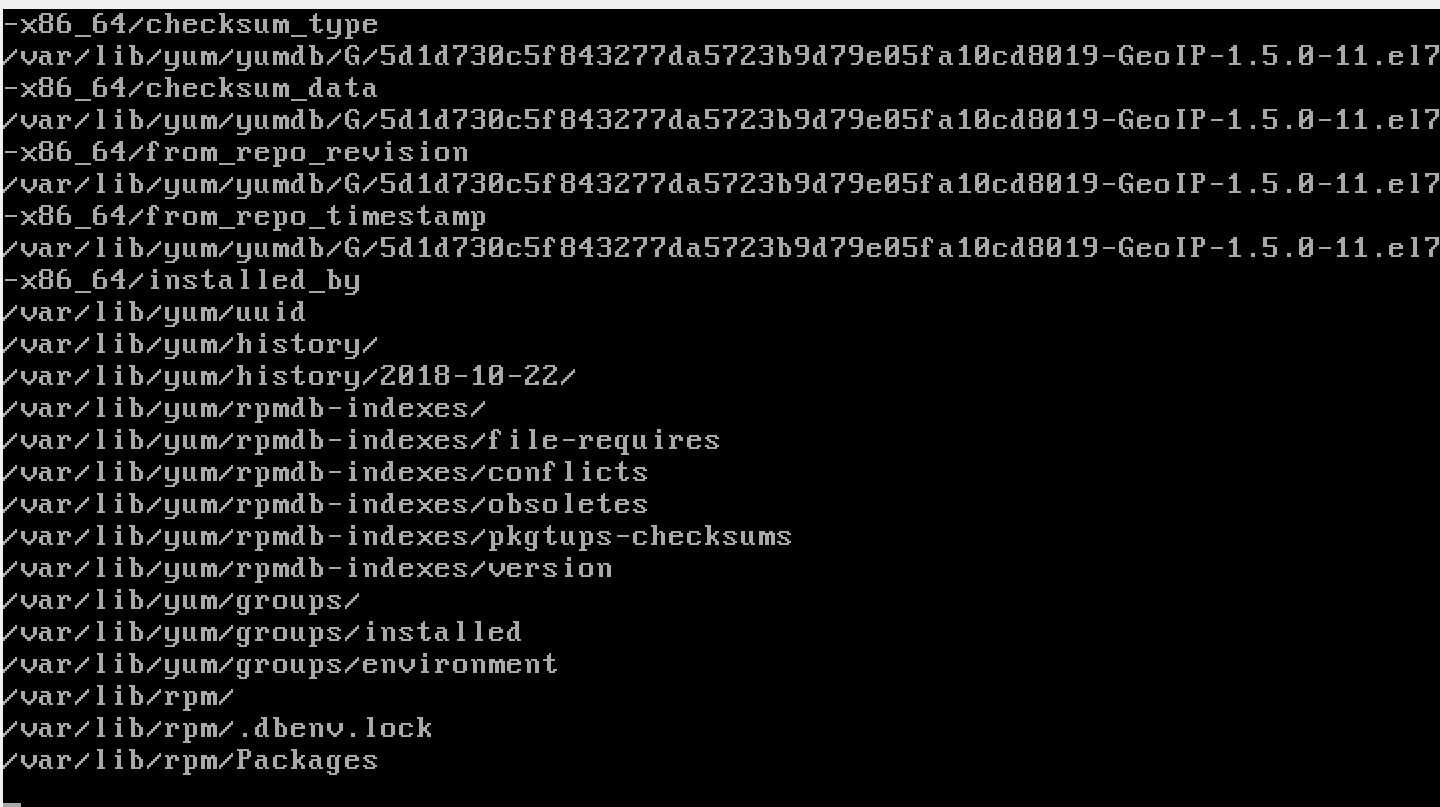 -x86_64/checksum_type
/var/lib/yum/yumdb/G/5d1d730c5f843277da5723b9d79e05fa10cd8019-GeoIP-1.5.0-11.el7
-x86_64/checksum_data
/var/lib/yum/yumdb/G/5d1d730c5f843277da5723b9d79e05fa10cd8019-GeoIP-1.5.0-11.el7
-x86_64/from_repo_revision
/var/lib/yum/yumdb/G/5d1d730c5f843277da5723b9d79e05fa10cd8019-GeoIP-1.5.0-11.el7
-x86_64/from_repo_timestamp
/var/lib/yum/yumdb/G/5d1d730c5f843277da5723b9d79e05fa10cd8019-GeoIP-1.5.0-11.el7
-x86_64/installed_by
/var/lib/yum/uuid
/var/lib/yum/history/
/var/lib/yum/history/2018-10-22/
/var/lib/yum/rpmdb-indexes/
/var/lib/yum/rpmdb-indexes/file-requires
/var/lib/yum/rpmdb-indexes/conflicts
/var/lib/yum/rpmdb-indexes/obsoletes
/var/lib/yum/rpmdb-indexes/pkgtups-checksums
/var/lib/yum/rpmdb-indexes/version
/var/lib/yum/groups/
/var/lib/yum/groups/installed
/var/lib/yum/groups/environment
/var/lib/rpm/
/var/lib/rpm/.dbenv.lock
/var/lib/rpm/Packages